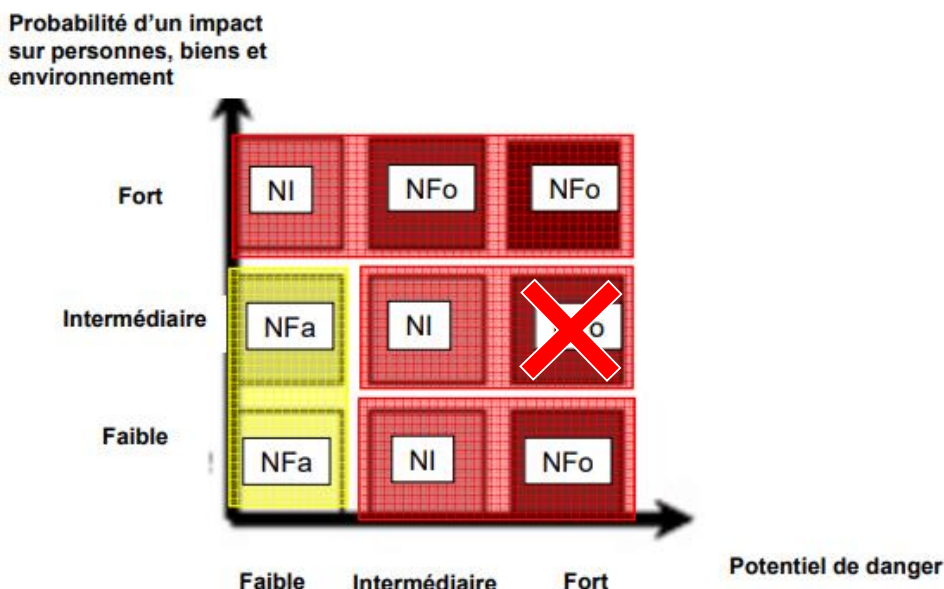 Probabilité d’un impact
sur personnes, biens et
environnement
Fort
NI
NFo
NFo
Intermédiaire
NFa
NI
Faible
NFa
NI
NFo
Faible
Intermédiaire
Fort
Potentiel de danger